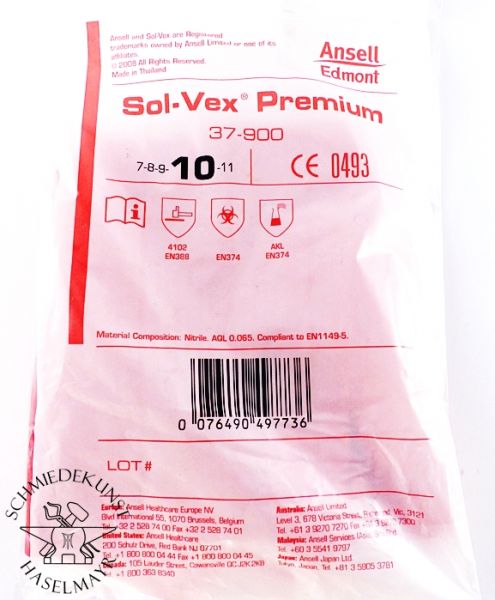 Ansell and Sol-Vex are Registered
trademarks owned by Ansell Limited or one of its
affiliates.
© 2008 All Rights Reserved.
Made in Thailand
Ansell
Edmont
Sol-Vex® Premium
37-900
7-8-9-10-11
CE 0493
i
4102
EN388
EN374
AKL
EN374
Material Composition: Nitrile. AQL 0.065. Compliant to EN1149-5.
0 076490 497736
LOT #
Europe: Ansell Healthcare Europe NV
Blvd International 55, 1070 Brussels, Belgium
Tel. +32 2 528 74 00 Fax +32 2 528 74 01
United States: Ansell Healthcare
200 Schulz Drive, Red Bank NJ 07701
Tel. +1 800 800 04 44 Fax +1 800 800 04 45
Canada: 105 Lauder Street, Cowansville QC J2K 2K8
Tel. +1 800 363 8340
Australia: Ansell Limited
Level 3, 678 Victoria Street, Richmond, Vic, 3121
Tel. +61 3 9270 7270 Fax 7300
Malaysia: Ansell Services (Asia) Sdn Bhd
Tel. +60 3 5541 9797
Japan: Ansell Japan Ltd
Tokyo, Japan, Tel. +81 3 5805 3781
SCHMIEDEKUNST
HASELMA